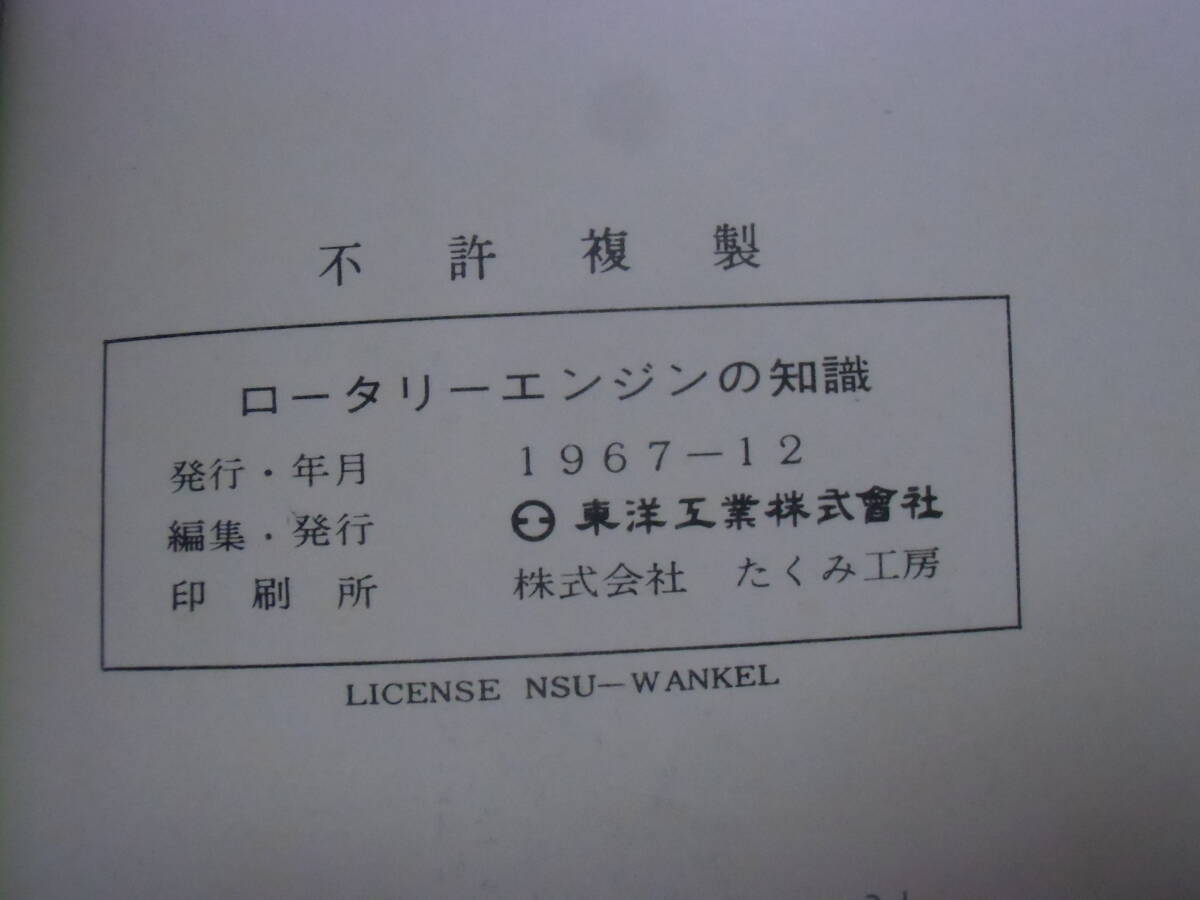 不許複製
ロータリーエンジンの知識
発行・年月 1967-12
編集・発行 東洋工業株式會社
印刷所 株式会社 たくみ工房
LICENSE NSU-WANKEL